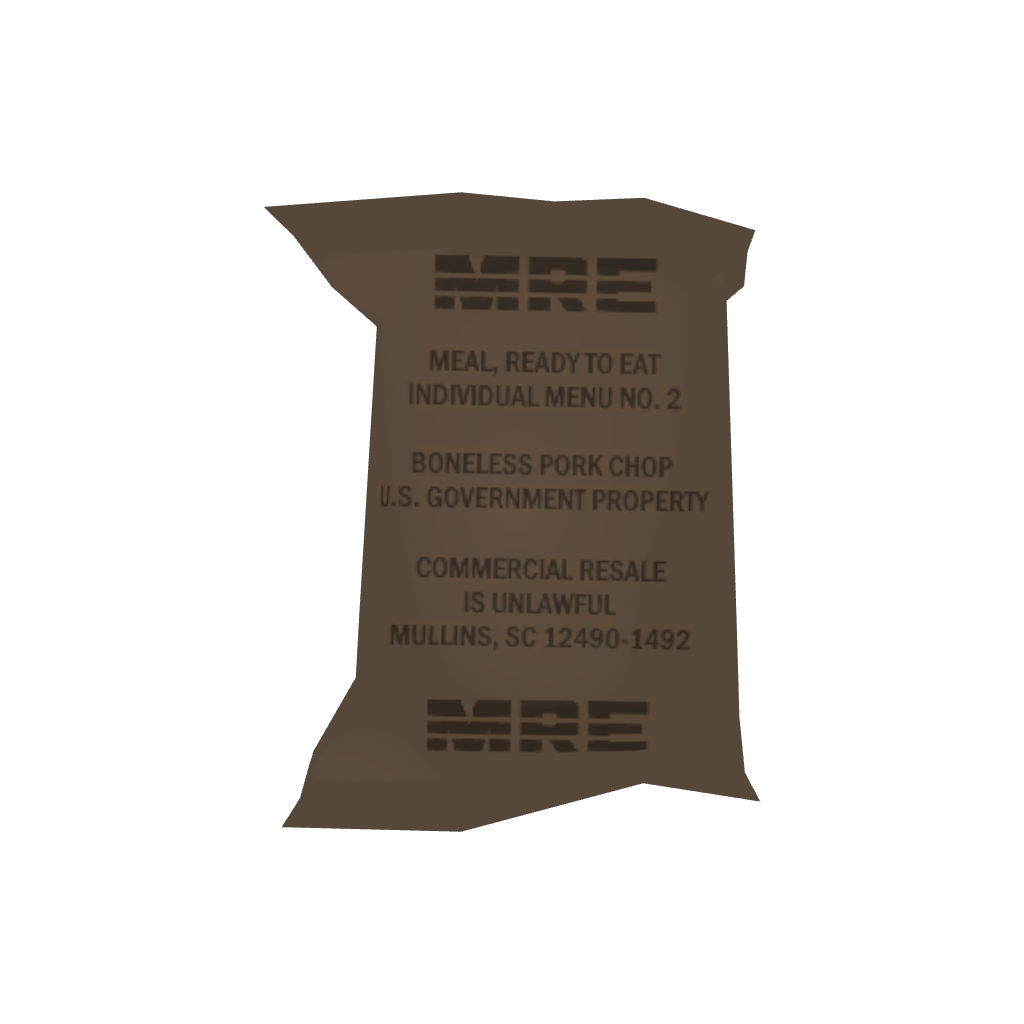 MRE
MEAL, READY TO EAT
INDIVIDUAL MENU NO. 2
BONELESS PORK CHOP
U.S. GOVERNMENT PROPERTY
COMMERCIAL RESALE
IS UNLAWFUL
MULLINS, SC 12490-1492
MRE